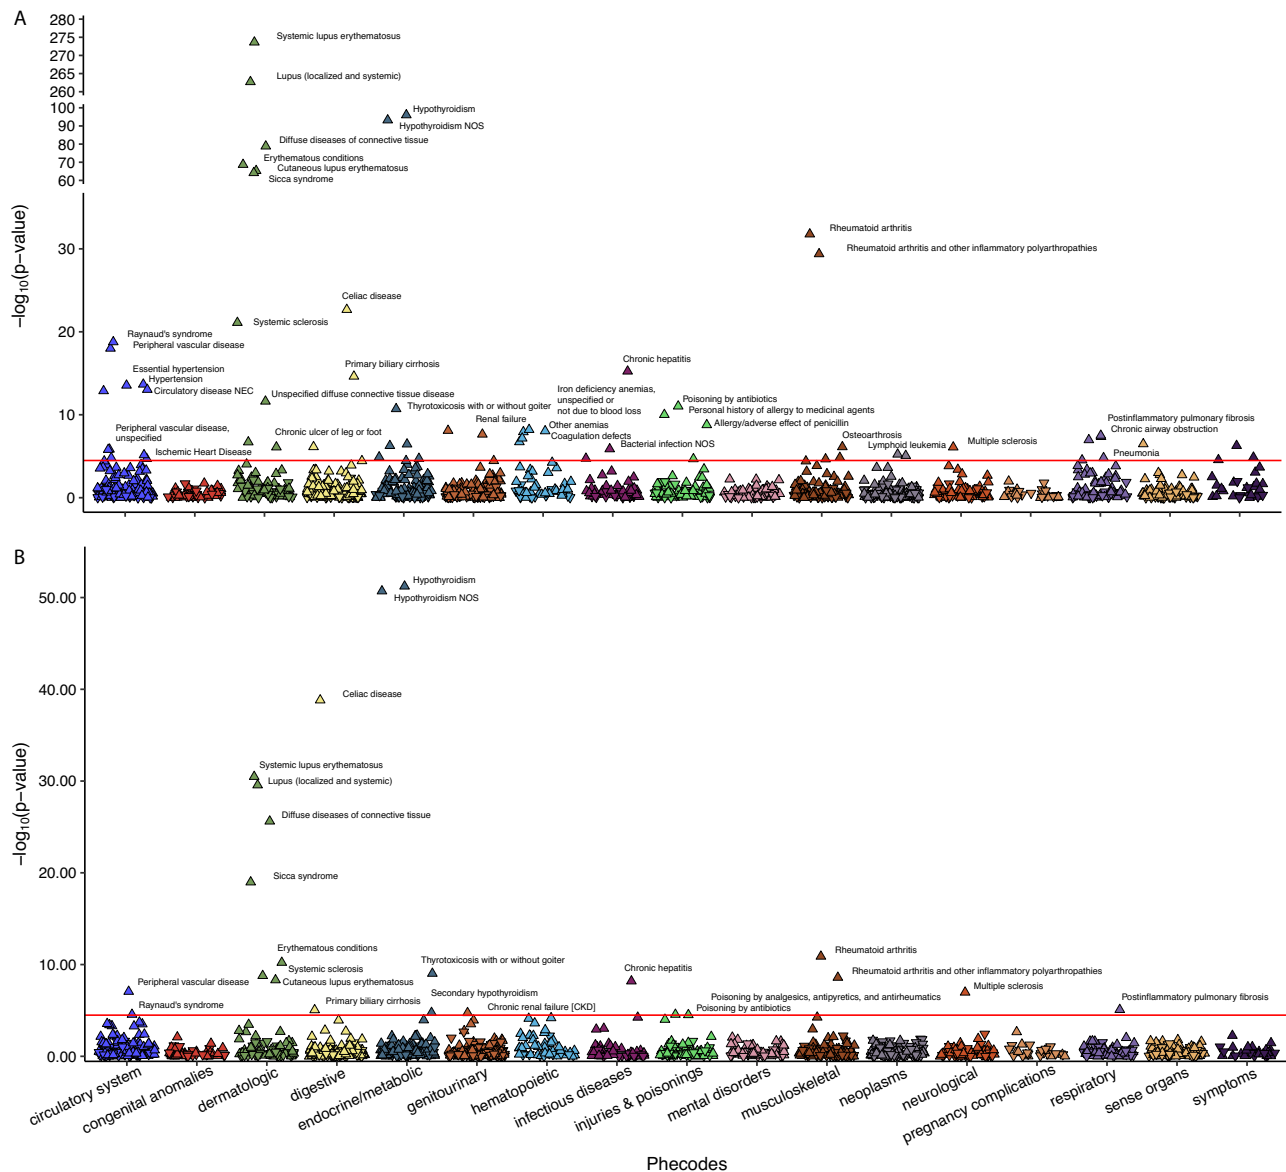 A
280
275
270
265
260
100
90
80
70
60
30
20
10
0
−log10(p−value)
Systemic lupus erythematosus
Lupus (localized and systemic)
Hypothyroidism
Hypothyroidism NOS
Diffuse diseases of connective tissue
Erythematous conditions
Cutaneous lupus erythematosus
Sicca syndrome
Rheumatoid arthritis
Rheumatoid arthritis and other inflammatory polyarthropathies
Celiac disease
Systemic sclerosis
Raynaud's syndrome
Peripheral vascular disease
Chronic hepatitis
Primary biliary cirrhosis
Essential hypertension
Hypertension
Circulatory disease NEC
Unspecified diffuse connective tissue disease
Iron deficiency anemias,
unspecified or
not due to blood loss
Poisoning by antibiotics
Thyrotoxicosis with or without goiter
Personal history of allergy to medicinal agents
Renal failure
Other anemias
Allergy/adverse effect of penicillin
Postinflammatory pulmonary fibrosis
Peripheral vascular disease,
unspecified
Chronic ulcer of leg or foot
Coagulation defects
Osteoarthrosis
Chronic airway obstruction
Bacterial infection NOS
Lymphoid leukemia
Multiple sclerosis
Ischemic Heart Disease
Pneumonia
B
50.00
40.00
30.00
20.00
10.00
0.00
−log10(p−value)
Hypothyroidism
Hypothyroidism NOS
Celiac disease
Systemic lupus erythematosus
Lupus (localized and systemic)
Diffuse diseases of connective tissue
Sicca syndrome
Erythematous conditions
Rheumatoid arthritis
Thyrotoxicosis with or without goiter
Systemic sclerosis
Chronic hepatitis
Rheumatoid arthritis and other inflammatory polyarthropathies
Peripheral vascular disease
Cutaneous lupus erythematosus
Multiple sclerosis
Secondary hypothyroidism
Poisoning by analgesics, antipyretics, and antirheumatics
Postinflammatory pulmonary fibrosis
Raynaud's syndrome
Primary biliary cirrhosis
Chronic renal failure [CKD]
Poisoning by antibiotics
circulatory system
congenital anomalies
dermatologic
digestive
endocrine/metabolic
genitourinary
hematopoietic
infectious diseases
injuries & poisonings
mental disorders
musculoskeletal
neoplasms
neurological
pregnancy complications
respiratory
sense organs
symptoms
Phecodes